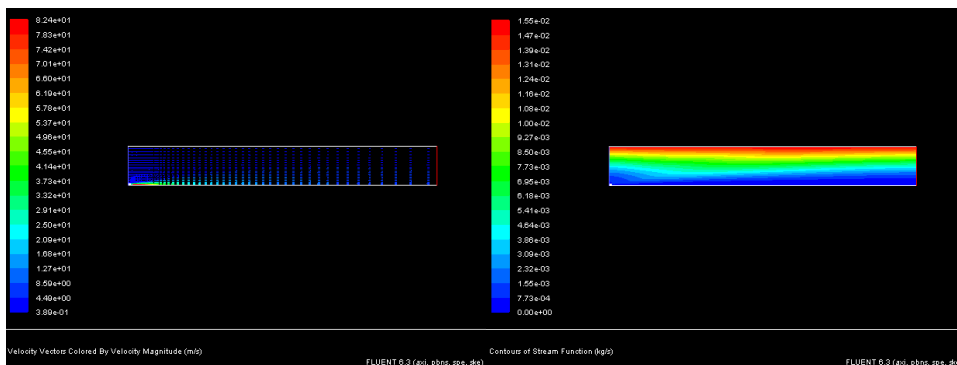 8.24e+01
7.83e+01
7.42e+01
7.01e+01
6.60e+01
6.19e+01
5.78e+01
5.37e+01
4.96e+01
4.55e+01
4.14e+01
3.73e+01
3.32e+01
2.91e+01
2.50e+01
2.09e+01
1.68e+01
1.27e+01
8.59e+00
4.49e+00
3.89e-01
Velocity Vectors Colored By Velocity Magnitude (m/s)
FLUENT 6.3 (axi, pbns, spe, ske)
1.55e-02
1.47e-02
1.39e-02
1.31e-02
1.24e-02
1.16e-02
1.08e-02
1.00e-02
9.27e-03
8.50e-03
7.73e-03
6.95e-03
6.18e-03
5.41e-03
4.64e-03
3.86e-03
3.09e-03
2.32e-03
1.55e-03
7.73e-04
0.00e+00
Contours of Stream Function (kg/s)
FLUENT 6.3 (axi, pbns, spe, ske)